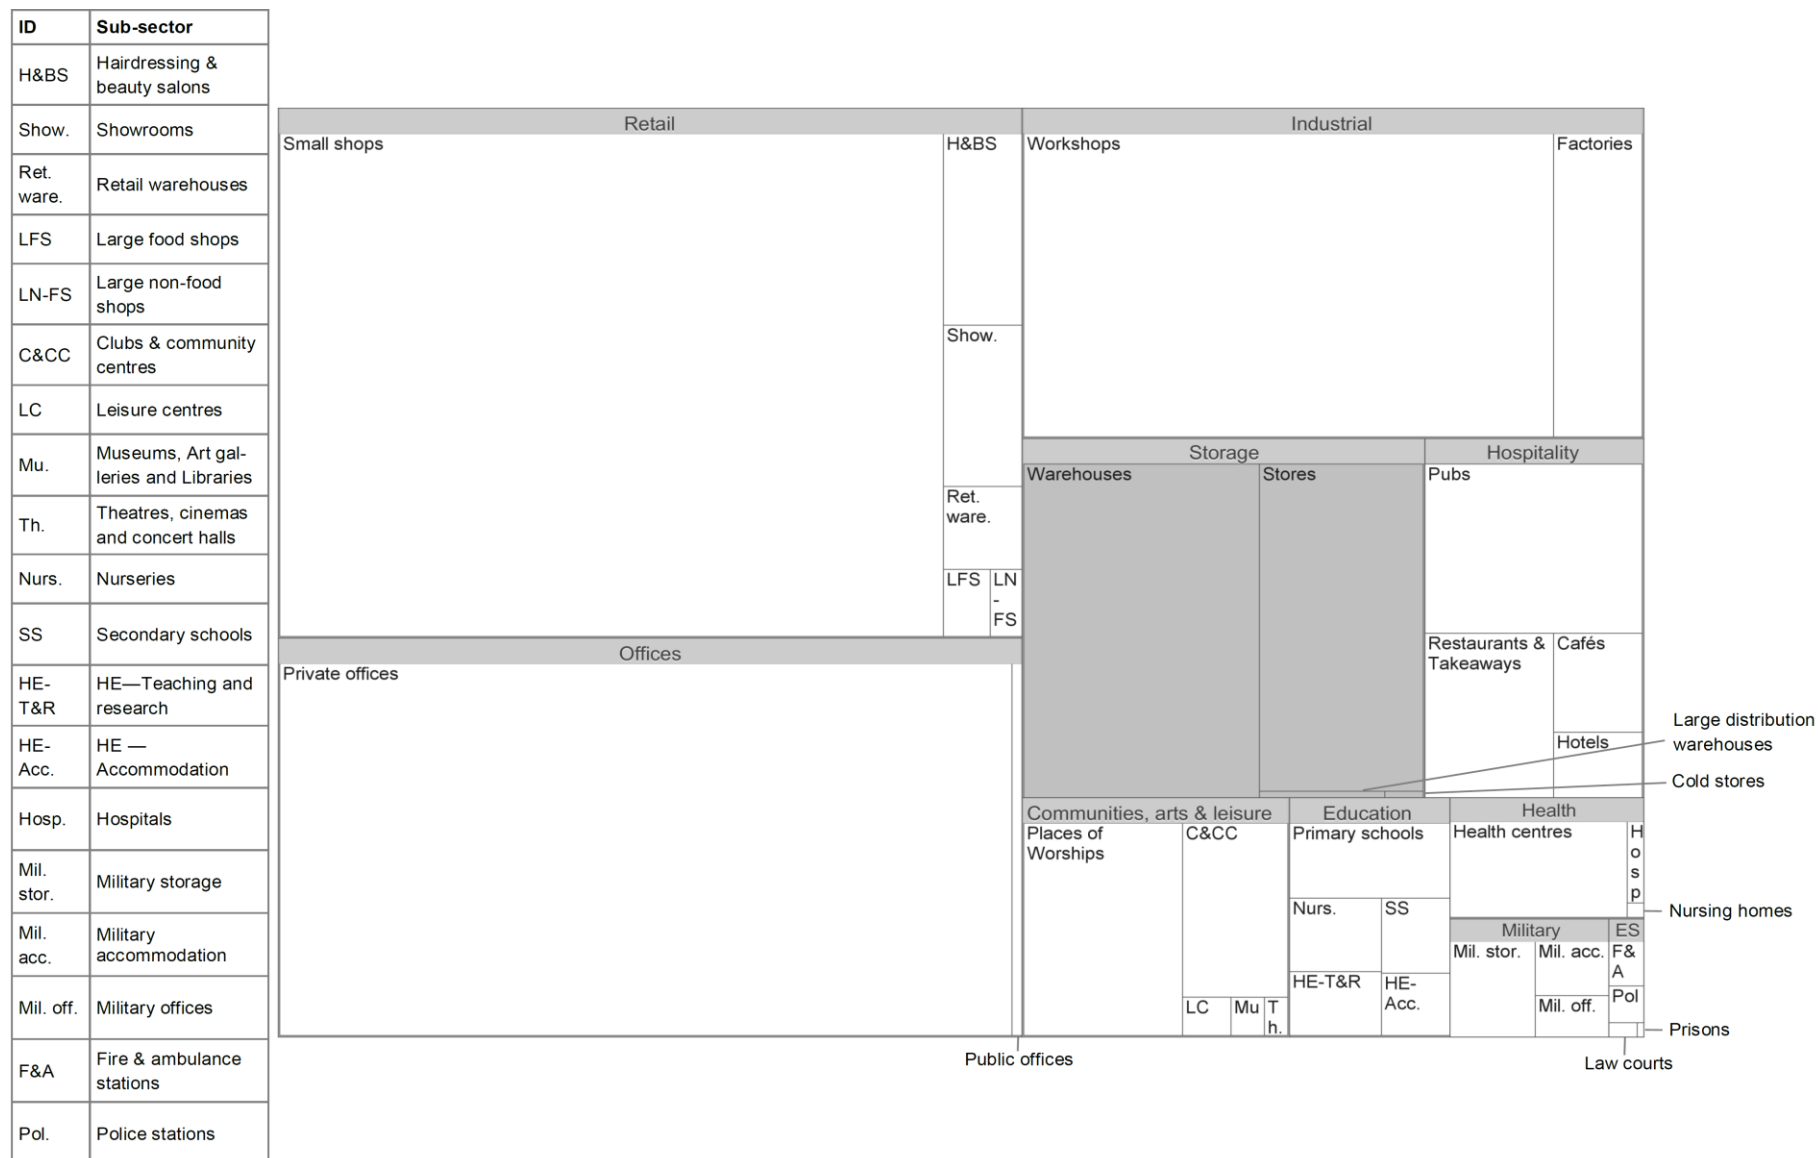 ID Sub-sector
H&BS Hairdressing &
beauty salons
Show. Showrooms
Ret.
ware. Retail warehouses
LFS Large food shops
LN-FS Large non-food
shops
C&CC Clubs & community
centres
LC Leisure centres
Mu. Museums, Art gal-
leries and Libraries
Th. Theatres, cinemas
and concert halls
Nurs. Nurseries
SS Secondary schools
HE-
T&R HE—Teaching and
research
HE-
Acc. HE —
Accommodation
Hosp. Hospitals
Mil.
stor. Military storage
Mil.
acc. Military
accommodation
Mil. off. Military offices
F&A Fire & ambulance
stations
Pol. Police stations
Retail
Small shops
H&BS
Show.
Ret.
ware.
LFS
LN
-
FS
Offices
Private offices
Public offices
Industrial
Workshops
Factories
Storage
Warehouses
Stores
Large distribution
warehouses
Cold stores
Hospitality
Pubs
Restaurants &
Takeaways
Cafés
Hotels
Communities, arts & leisure
Places of
Worships
C&CC
LC
Mu
T
h.
Education
Primary schools
Nurs.
SS
HE-T&R
HE-
Acc.
Health
Health centres
H
o
s
p
Nursing homes
Military
Mil. stor.
Mil. acc.
Mil. off.
ES
F&
A
Pol
Prisons
Law courts